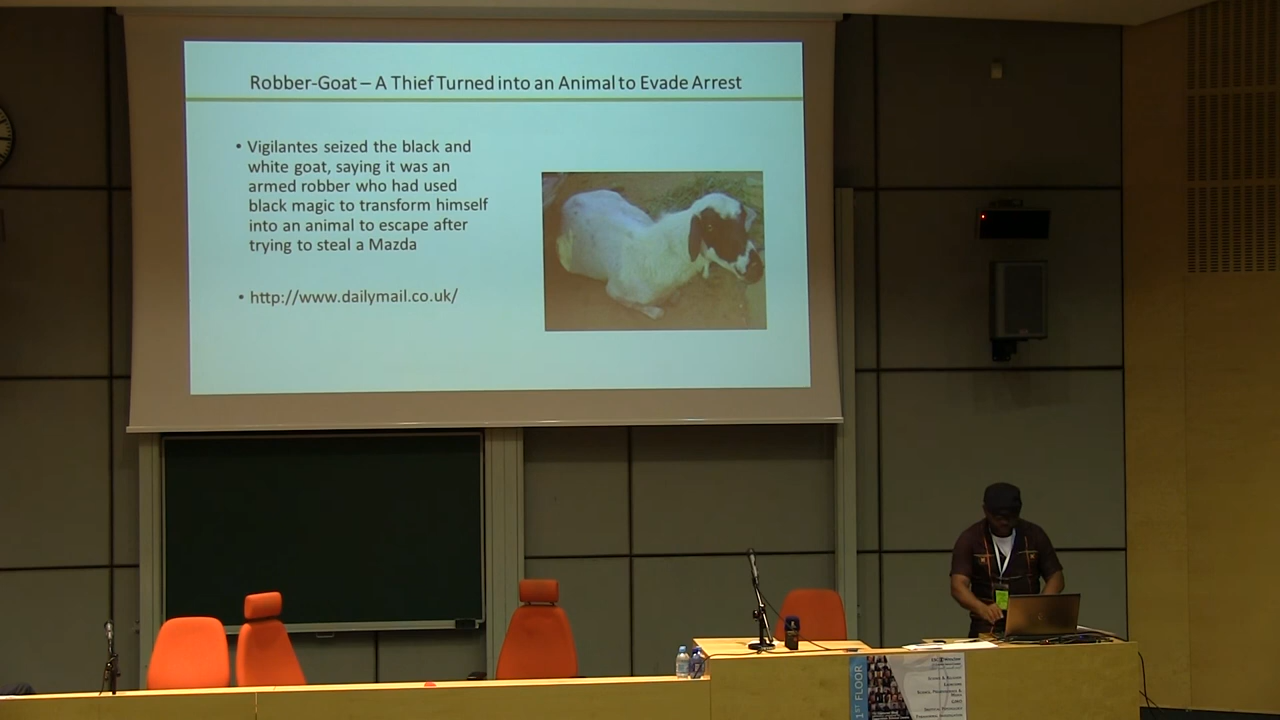 Robber-Goat – A Thief Turned into an Animal to Evade Arrest
• Vigilantes seized the black and
white goat, saying it was an
armed robber who had used
black magic to transform himself
into an animal to escape after
trying to steal a Mazda
• http://www.dailymail.co.uk/
1ST FLOOR